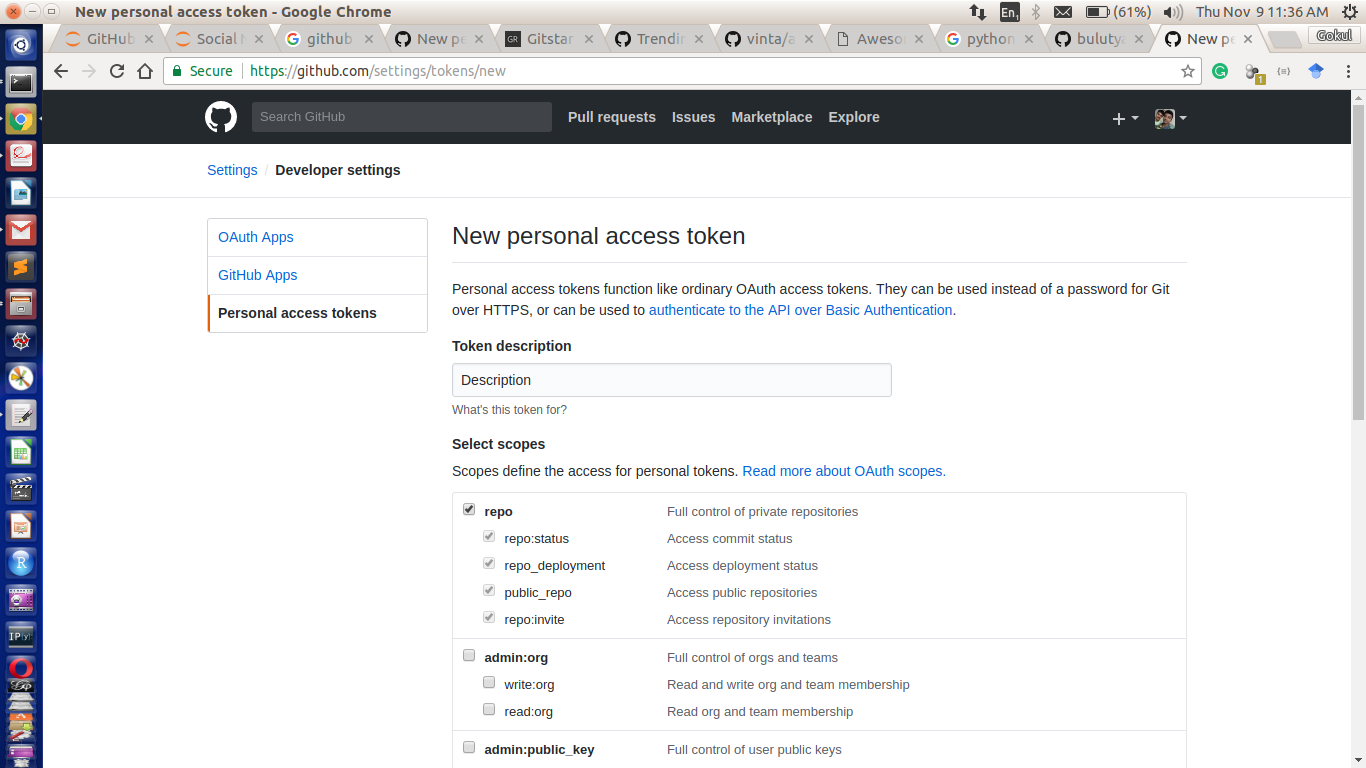 New personal access token - Google Chrome
En1
(61%)
Thu Nov 9 11:36 AM
GitHub
Social
github
New pe
Gitstar
Trendin
vinta/a
Aweso
python
buluty
New pe
Gokul
Secure
https://github.com/settings/tokens/new
1
Search GitHub
Pull requests
Issues
Marketplace
Explore
Settings / Developer settings
OAuth Apps
GitHub Apps
Personal access tokens
New personal access token
Personal access tokens function like ordinary OAuth access tokens. They can be used instead of a password for Git
over HTTPS, or can be used to authenticate to the API over Basic Authentication.
Token description
Description
What's this token for?
Select scopes
Scopes define the access for personal tokens. Read more about OAuth scopes.
repo Full control of private repositories
repo:status Access commit status
repo_deployment Access deployment status
public_repo Access public repositories
repo:invite Access repository invitations
admin:org Full control of orgs and teams
write:org Read and write org and team membership
read:org Read org and team membership
admin:public_key Full control of user public keys